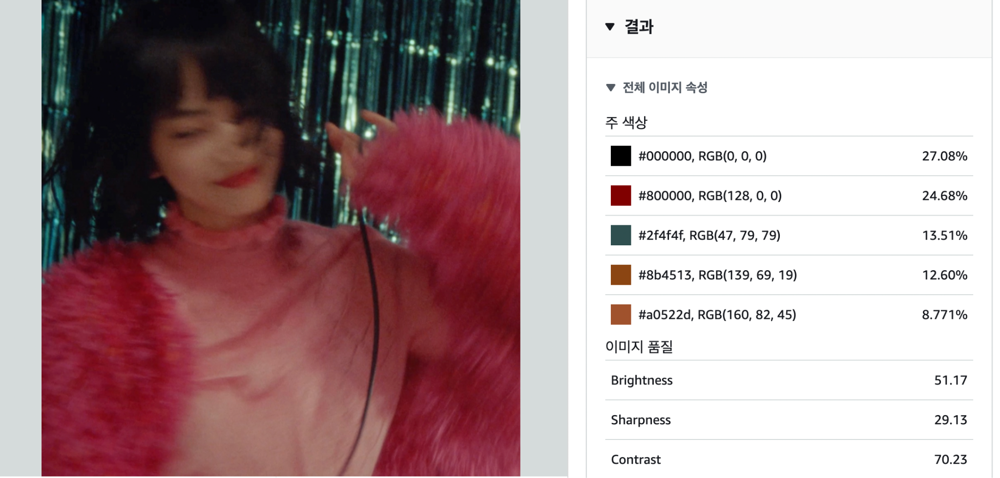 ▼ 결과
▼ 전체 이미지 속성
주 색상
#000000, RGB(0, 0, 0) 27.08%
#800000, RGB(128, 0, 0) 24.68%
#2f4f4f, RGB(47, 79, 79) 13.51%
#8b4513, RGB(139, 69, 19) 12.60%
#a0522d, RGB(160, 82, 45) 8.771%
이미지 품질
Brightness 51.17
Sharpness 29.13
Contrast 70.23